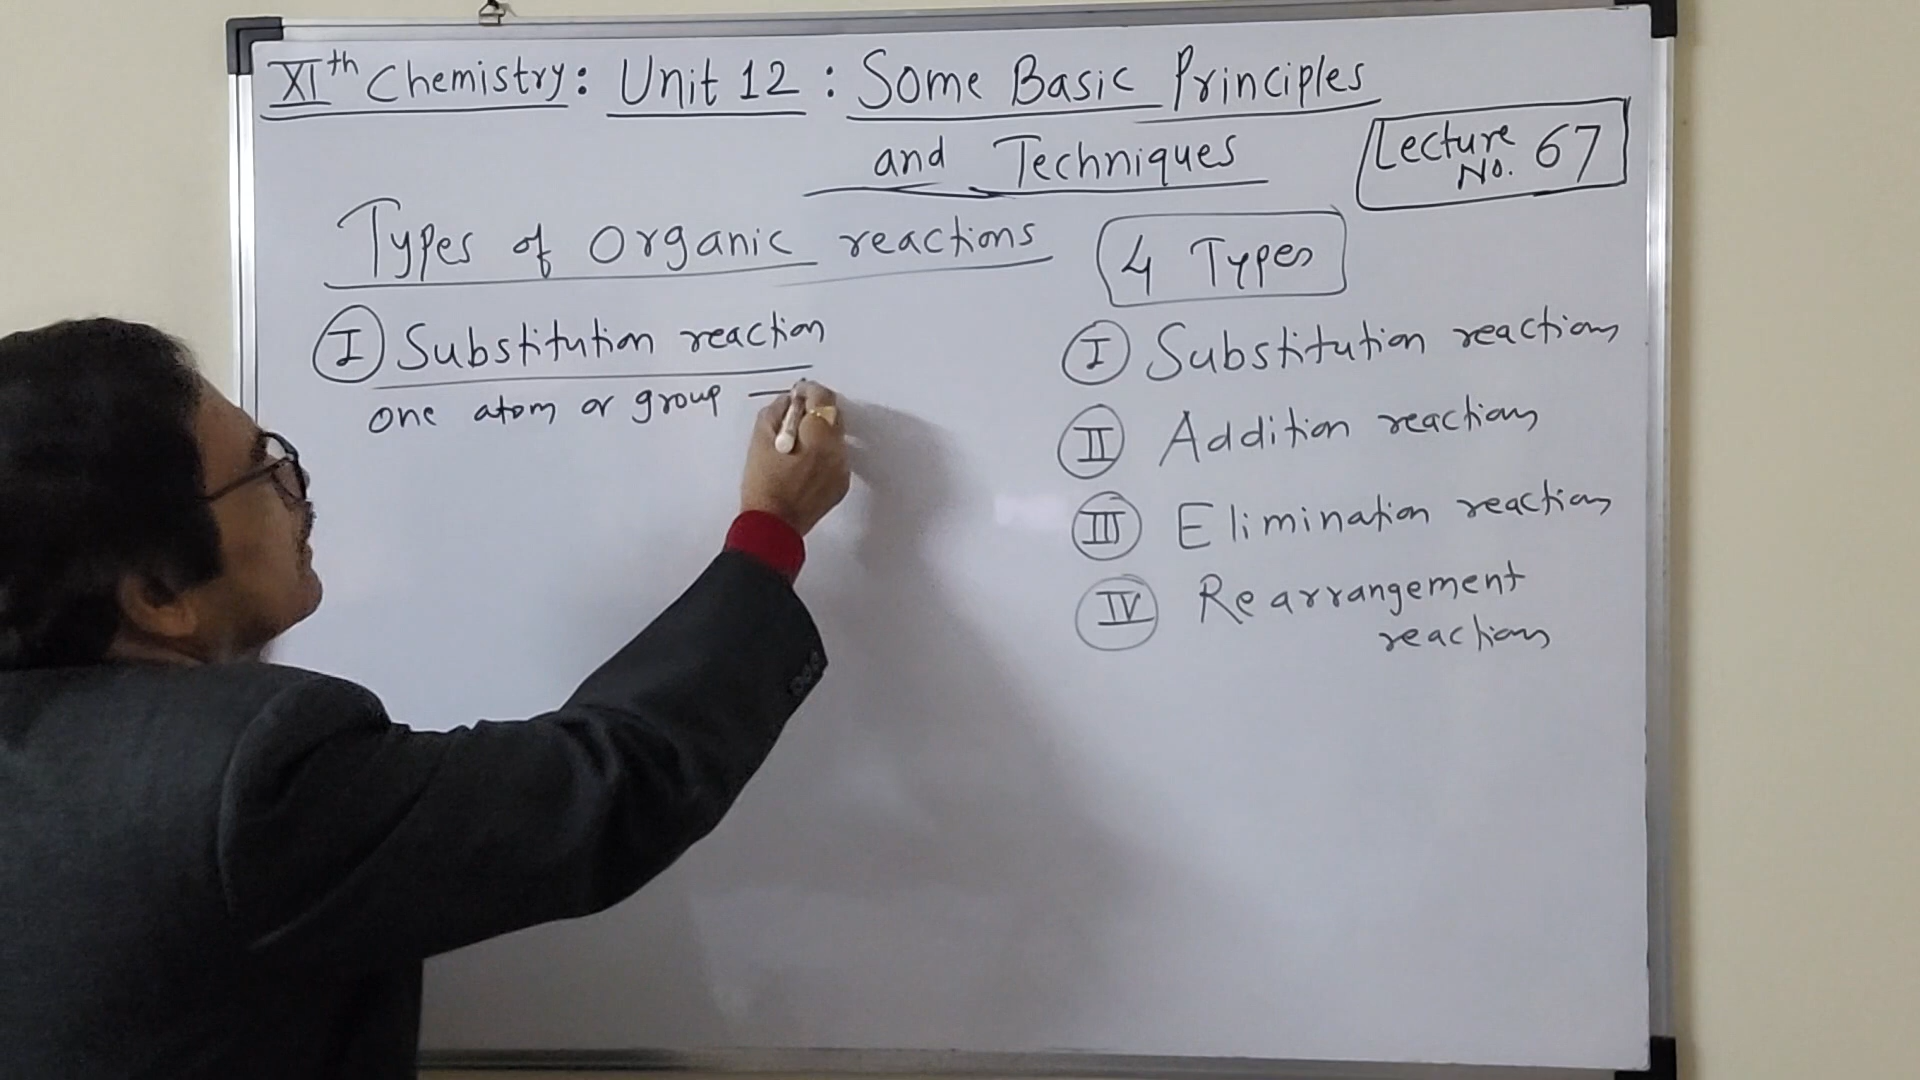 XIth Chemistry: Unit 12 : Some Basic Principles
and Techniques
Lecture
No. 67
Types of Organic reactions
4 Types
I Substitution reaction
one atom or group
I Substitution reactions
II Addition reactions
III Elimination reactions
IV Rearrangement
reactions